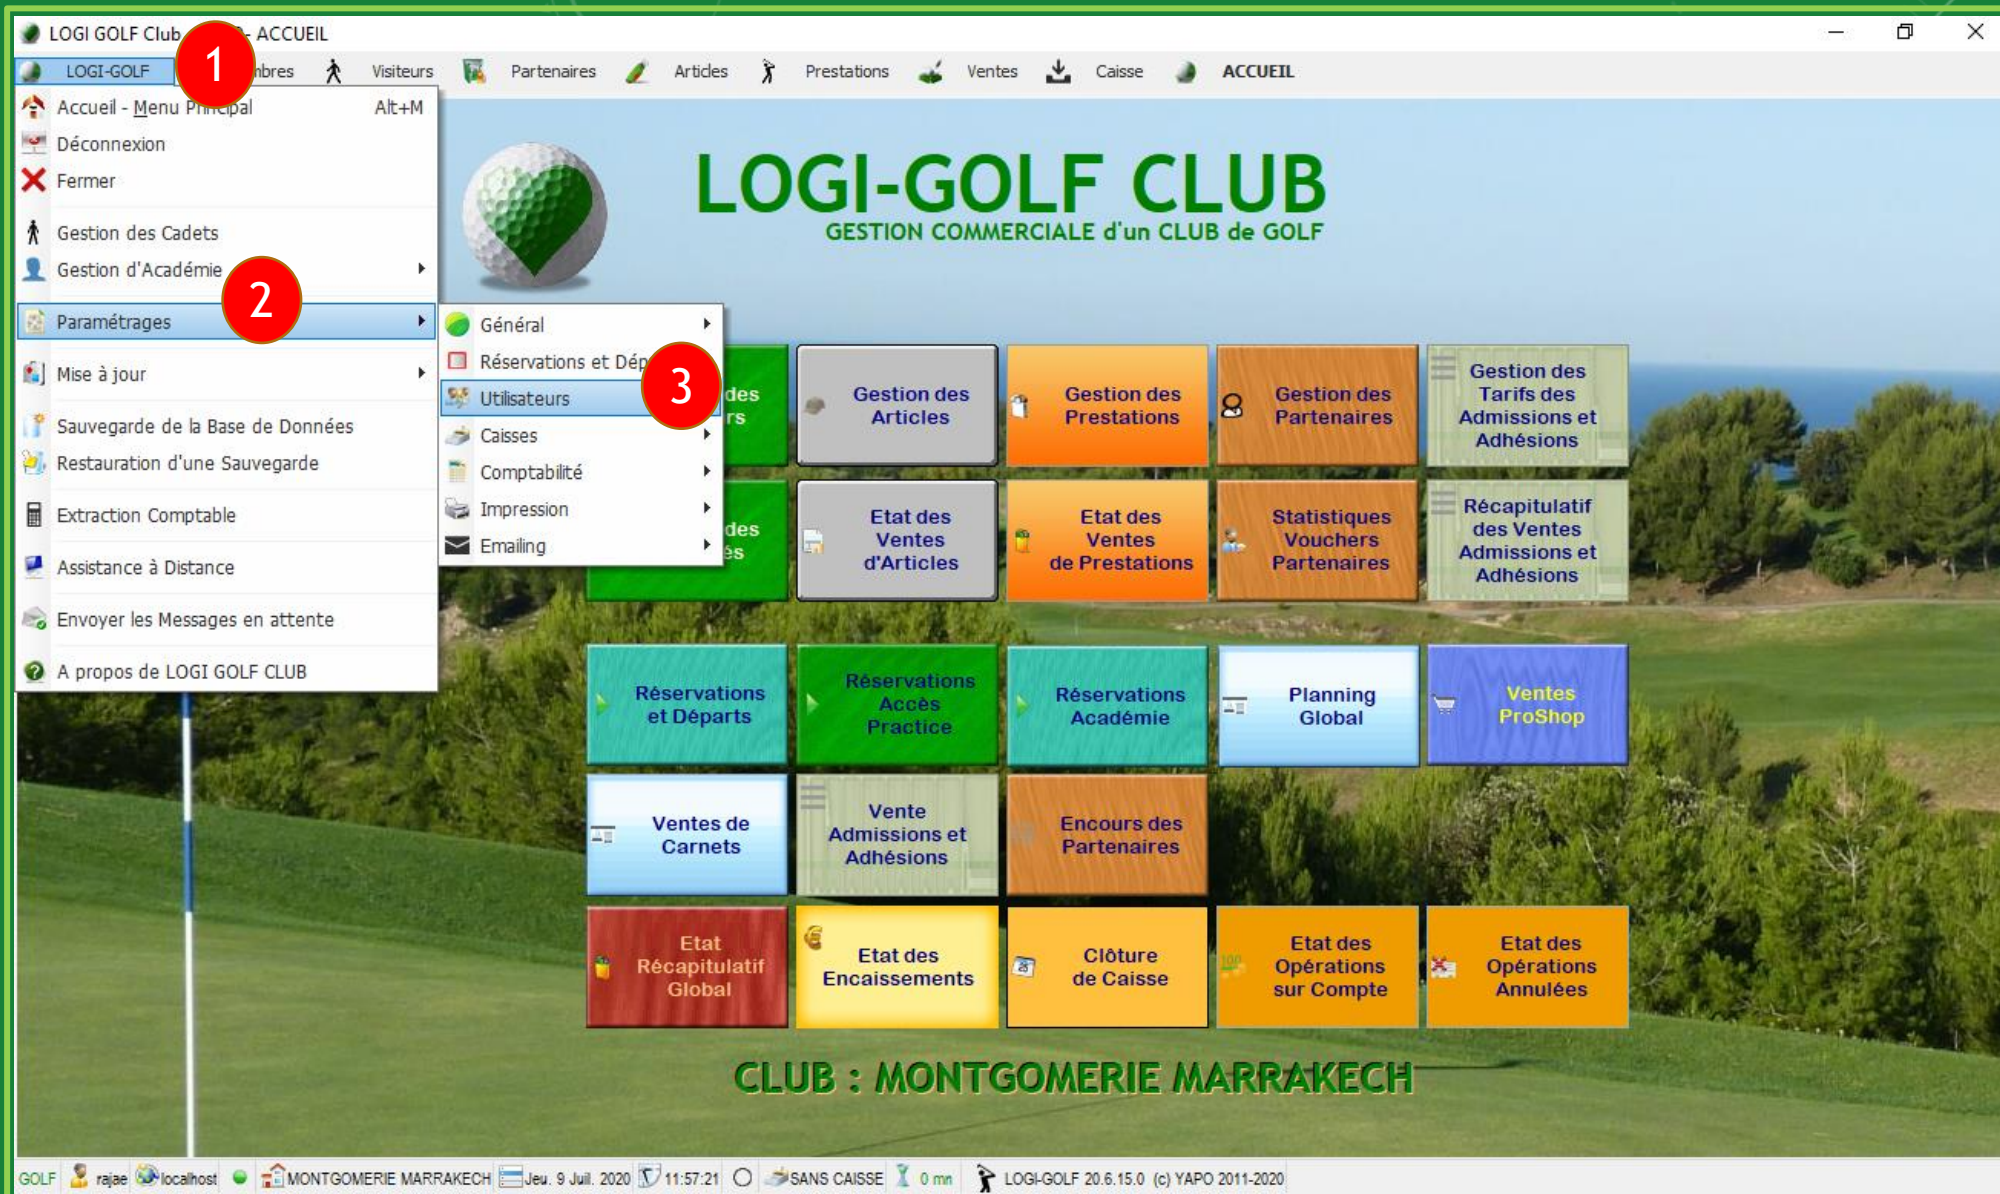 LOGI GOLF Club
- ACCUEIL
LOGI-GOLF
1
Visiteurs
Partenaires
Articles
Prestations
Ventes
Caisse
ACCUEIL
Accueil - Menu Principal Alt+M
Déconnexion
Fermer
Gestion des Cadets
Gestion d'Académie
2
Paramétrages
Mise à jour
Sauvegarde de la Base de Données
Restauration d'une Sauvegarde
Extraction Comptable
Assistance à Distance
Envoyer les Messages en attente
A propos de LOGI GOLF CLUB
Général
Réservations et Dép
Utilisateurs
3
Caisses
Comptabilité
Impression
Emailing
LOGI-GOLF CLUB
GESTION COMMERCIALE d'un CLUB de GOLF
des
Gestion des
Articles
Gestion des
Prestations
Gestion des
Partenaires
Gestion des
Tarifs des
Admissions et
Adhésions
des
Etat des
Ventes
d'Articles
Etat des
Ventes
de Prestations
Statistiques
Vouchers
Partenaires
Récapitulatif
des Ventes
Admissions et
Adhésions
Réservations
et Départs
Réservations
Accès
Practice
Réservations
Académie
Planning
Global
Ventes
ProShop
Ventes de
Carnets
Vente
Admissions et
Adhésions
Encours des
Partenaires
Etat
Récapitulatif
Global
Etat des
Encaissements
Clôture
de Caisse
Etat des
Opérations
sur Compte
Etat des
Opérations
Annulées
CLUB : MONTGOMERIE MARRAKECH
GOLF rajae localhost MONTGOMERIE MARRAKECH Jeu. 9 Juil. 2020 11:57:21 SANS CAISSE 0 mn LOGI-GOLF 20.6.15.0 (c) YAPO 2011-2020